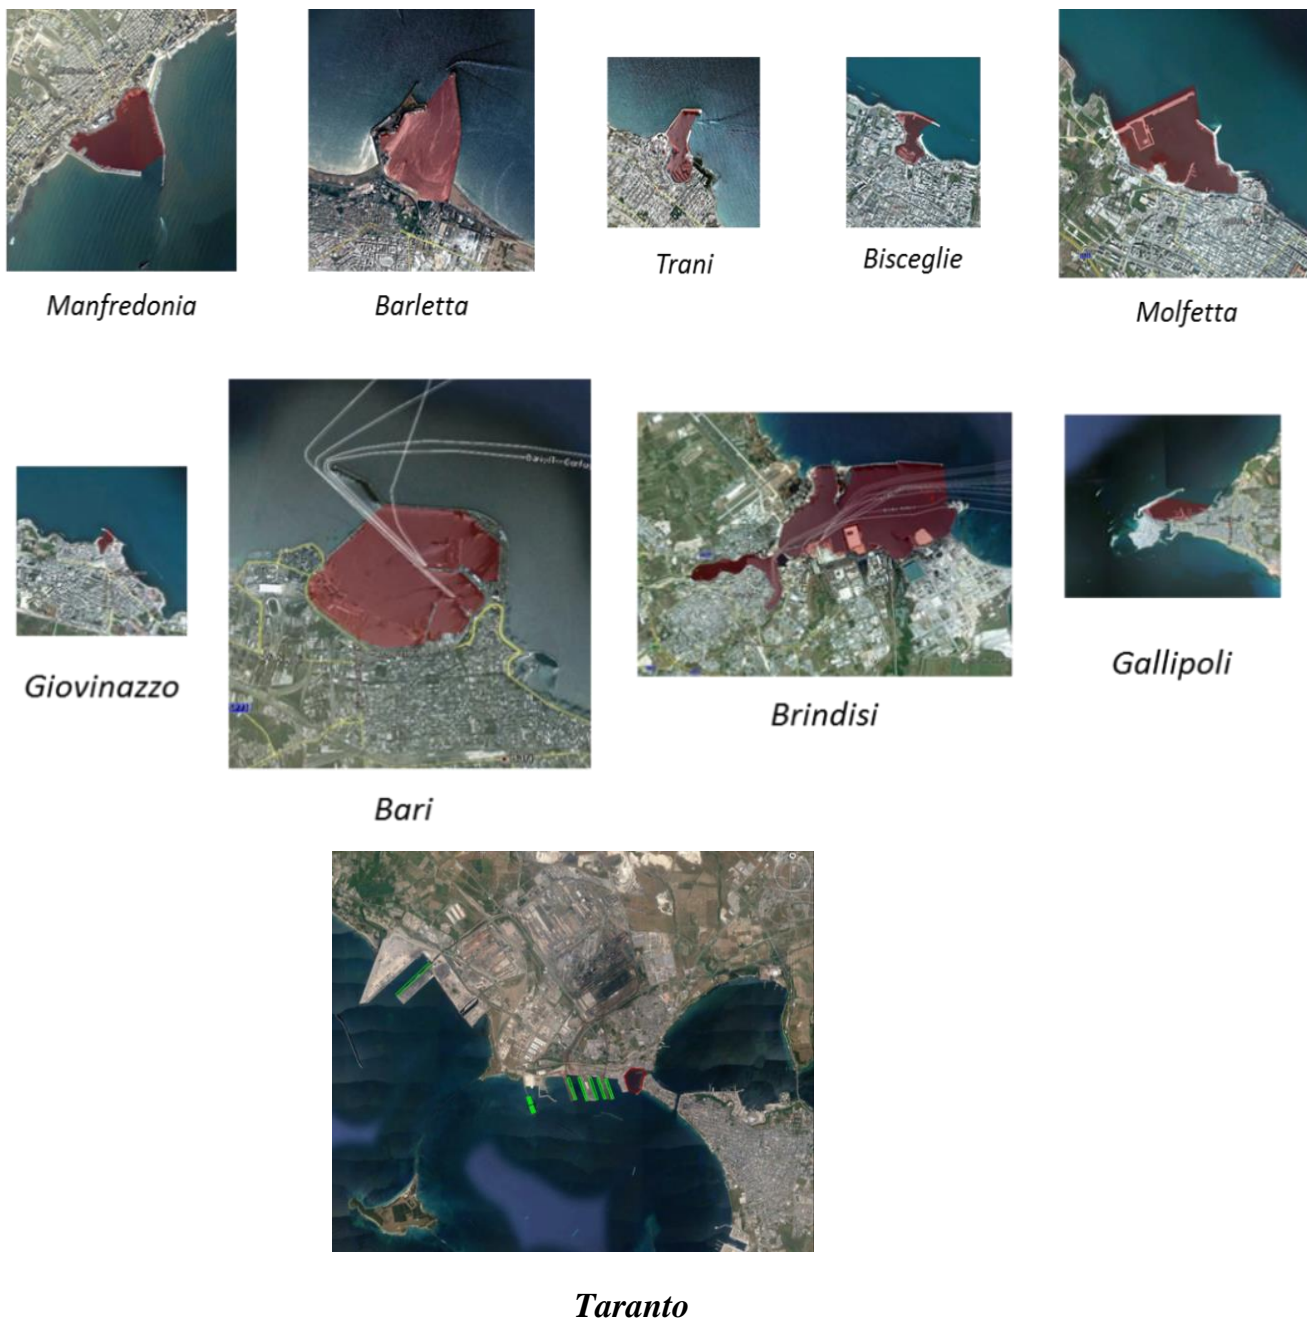 Manfredonia
Barletta
Trani
Bisceglie
Molfetta
Giovinazzo
Bari
Brindisi
Gallipoli
Taranto